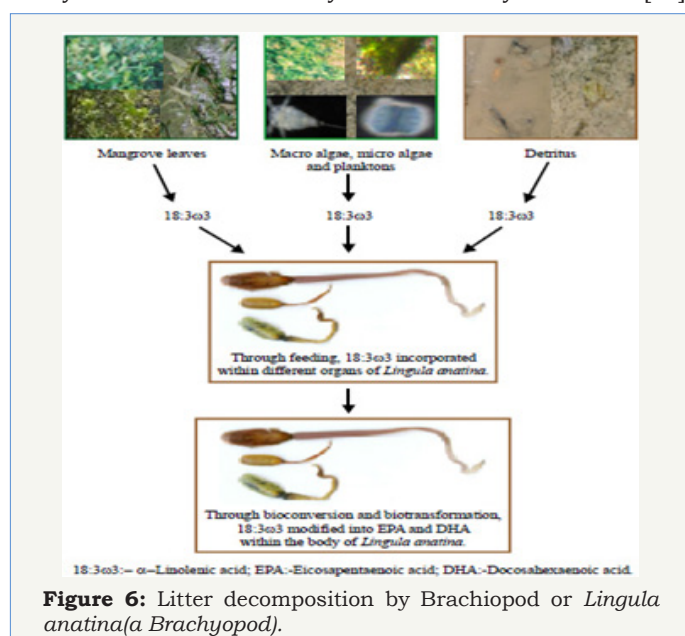 Mangrove leaves
Macro algae, micro algae
and planktons
Detritus
18:3ω3
18:3ω3
18:3ω3
Through feeding, 18:3ω3 incorporated
within different organs of Lingula anatina.
Through bioconversion and biotransformation,
18:3ω3 modified into EPA and DHA
within the body of Lingula anatina.
18:3ω3:– α–Linolenic acid; EPA:-Eicosapentaenoic acid; DHA:-Docosahexaenoic acid.
Figure 6: Litter decomposition by Brachiopod or Lingula
anatina(a Brachyopod).